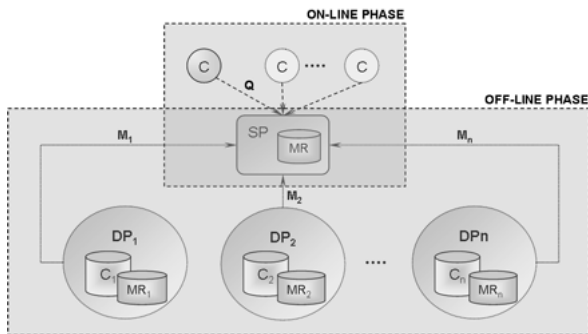 ON-LINE PHASE
C C .... C
Q
OFF-LINE PHASE
SP
MR
M1
Mn
M2
DP1
C1
MR1
DP2
C2
MR2
....
DPn
Cn
MRn